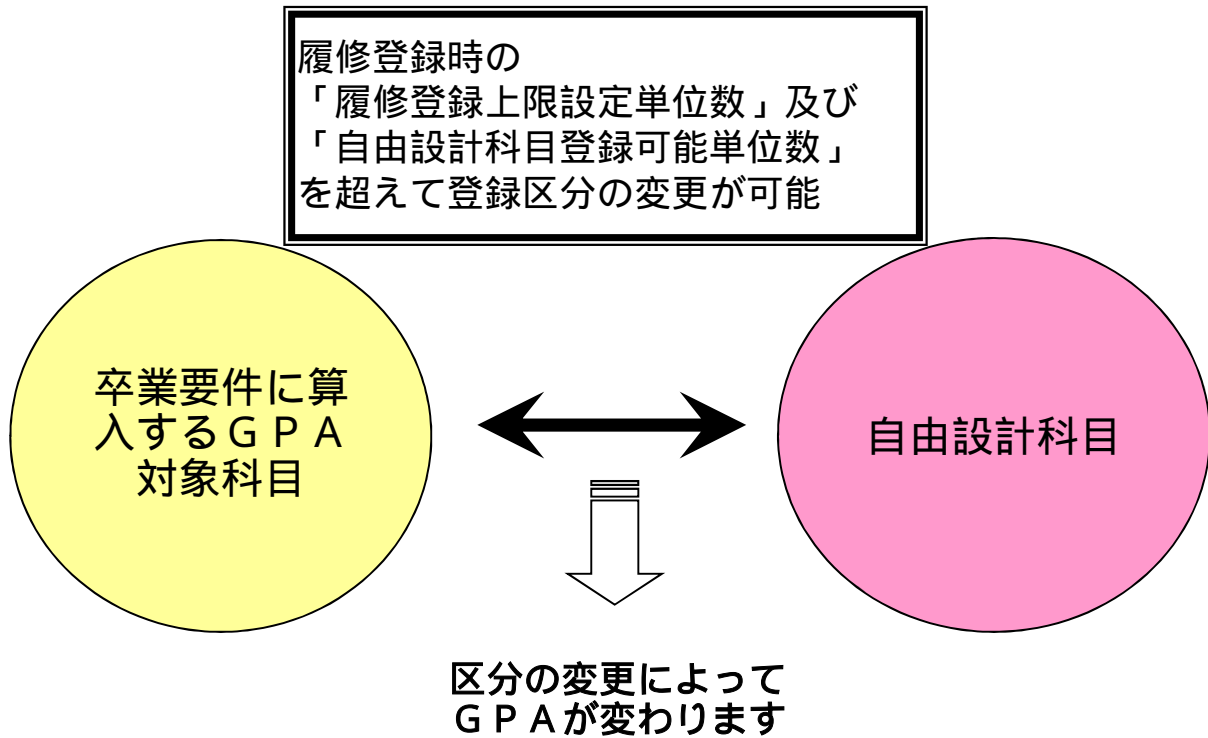 履修登録時の
「履修登録上限設定単位数」及び
「自由設計科目登録可能単位数」
を超えて登録区分の変更が可能
卒業要件に算
入するＧＰＡ
対象科目
自由設計科目
区分の変更によって
ＧＰＡが変わります